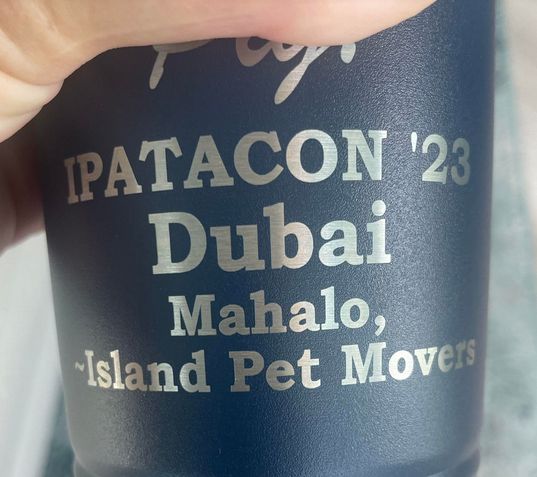 IPATACON '23
Dubai
Mahalo,
~Island Pet Movers